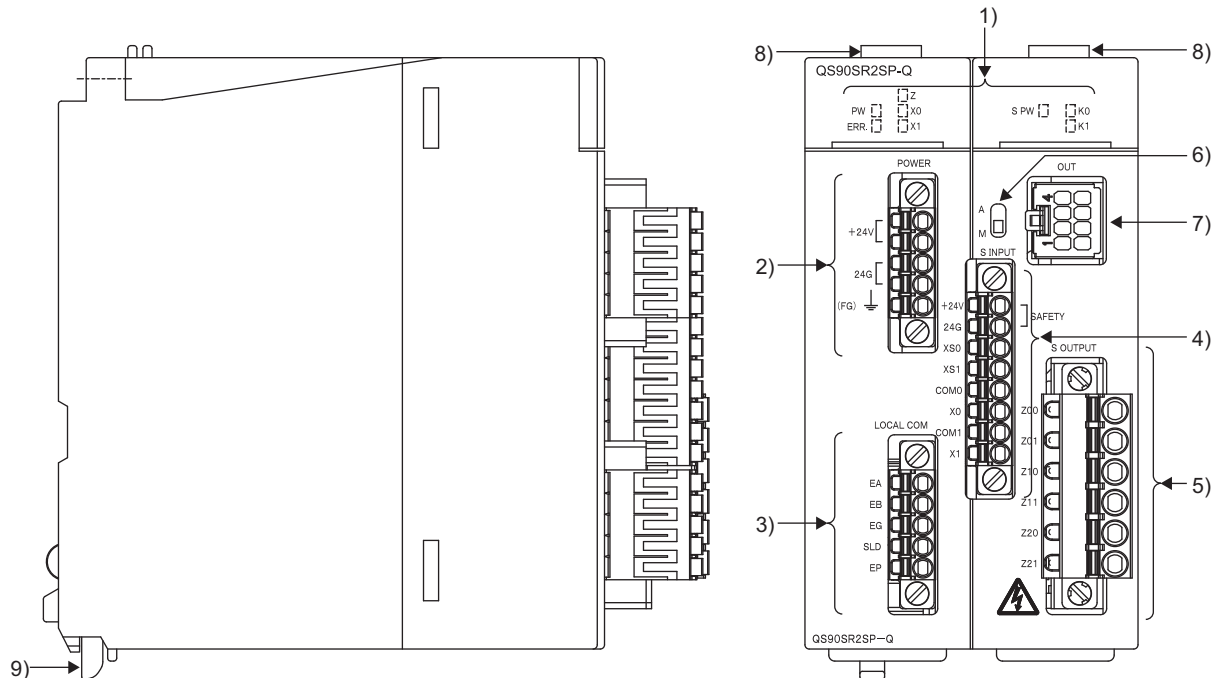 1)
8)
8)
QS90SR2SP-Q
Z
PW
X0
ERR.
X1
S PW
K0
K1
6)
POWER
OUT
A
M
4
1
7)
2)
+24V
24G
(FG)
S INPUT
+24V
24G
XS0
XS1
COM0
X0
COM1
X1
SAFETY
4)
S OUTPUT
Z00
Z01
Z10
Z11
Z20
Z21
5)
LOCAL COM
3)
EA
EB
EG
SLD
EP
QS90SR2SP-Q
9)